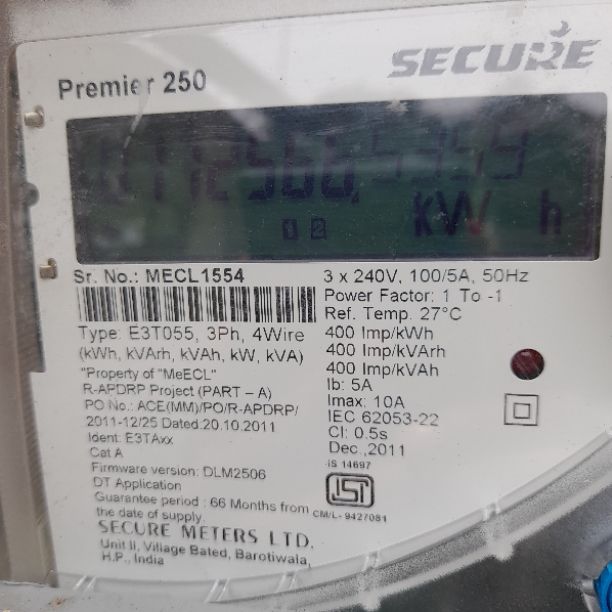 SECURE
Premier 250
kW h
1 2
Sr. No.: MECL1554
Type: E3T055, 3Ph, 4Wire
(kWh, kVArh, kVAh, kW, kVA)
"Property of "MeECL"
R-APDRP Project (PART – A)
PO No.: ACE(MM)/PO/R-APDRP/
2011-12/25 Dated:20.10.2011
Ident: E3TAxx
Cat A
Firmware version: DLM2506
DT Application
Guarantee period : 66 Months from
the date of supply.
SECURE METERS LTD.
Unit II, Village Bated, Barotiwala,
H.P., India
3 x 240V, 100/5A, 50Hz
Power Factor: 1 To -1
Ref. Temp. 27°C
400 Imp/kWh
400 Imp/kVArh
400 Imp/kVAh
Ib: 5A
Imax: 10A
IEC 62053-22
Cl: 0.5s
Dec.,2011
IS 14697
ISI
CM/L- 9427081